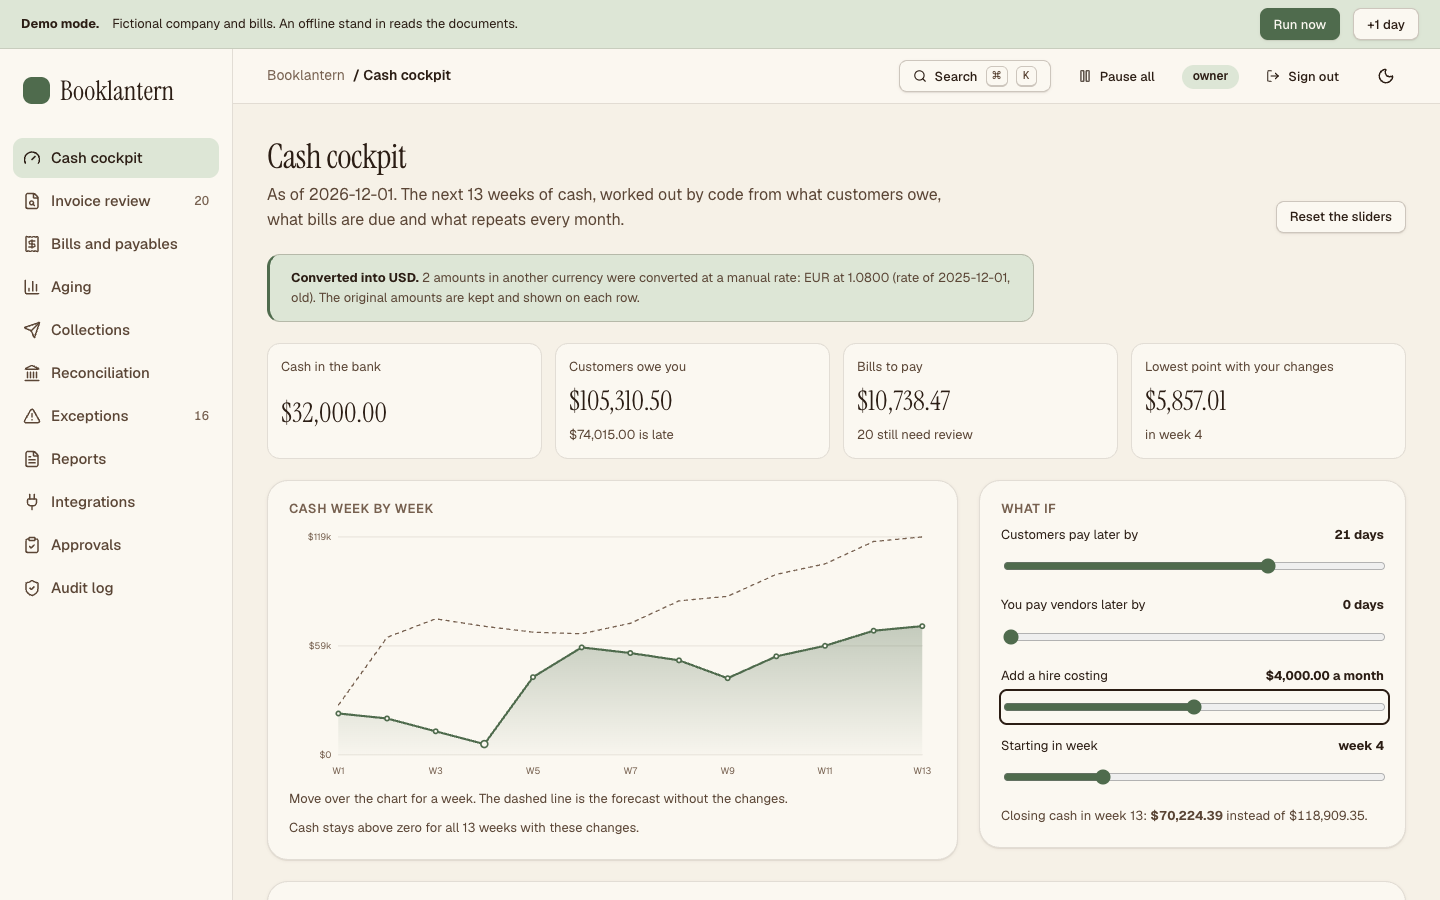 Demo mode. Fictional company and bills. An offline stand in reads the documents.
Run now
+1 day
Booklantern
Booklantern / Cash cockpit
Search ⌘ K
Pause all
owner
Sign out
Cash cockpit
Invoice review 20
Bills and payables
Aging
Collections
Reconciliation
Exceptions 16
Reports
Integrations
Approvals
Audit log
Cash cockpit
As of 2026-12-01. The next 13 weeks of cash, worked out by code from what customers owe,
what bills are due and what repeats every month.
Reset the sliders
Converted into USD. 2 amounts in another currency were converted at a manual rate: EUR at 1.0800 (rate of 2025-12-01,
old). The original amounts are kept and shown on each row.
Cash in the bank
$32,000.00
Customers owe you
$105,310.50
$74,015.00 is late
Bills to pay
$10,738.47
20 still need review
Lowest point with your changes
$5,857.01
in week 4
CASH WEEK BY WEEK
$119k
$59k
$0
W1 W3 W5 W7 W9 W11 W13
Move over the chart for a week. The dashed line is the forecast without the changes.
Cash stays above zero for all 13 weeks with these changes.
WHAT IF
Customers pay later by 21 days
You pay vendors later by 0 days
Add a hire costing $4,000.00 a month
Starting in week week 4
Closing cash in week 13: $70,224.39 instead of $118,909.35.